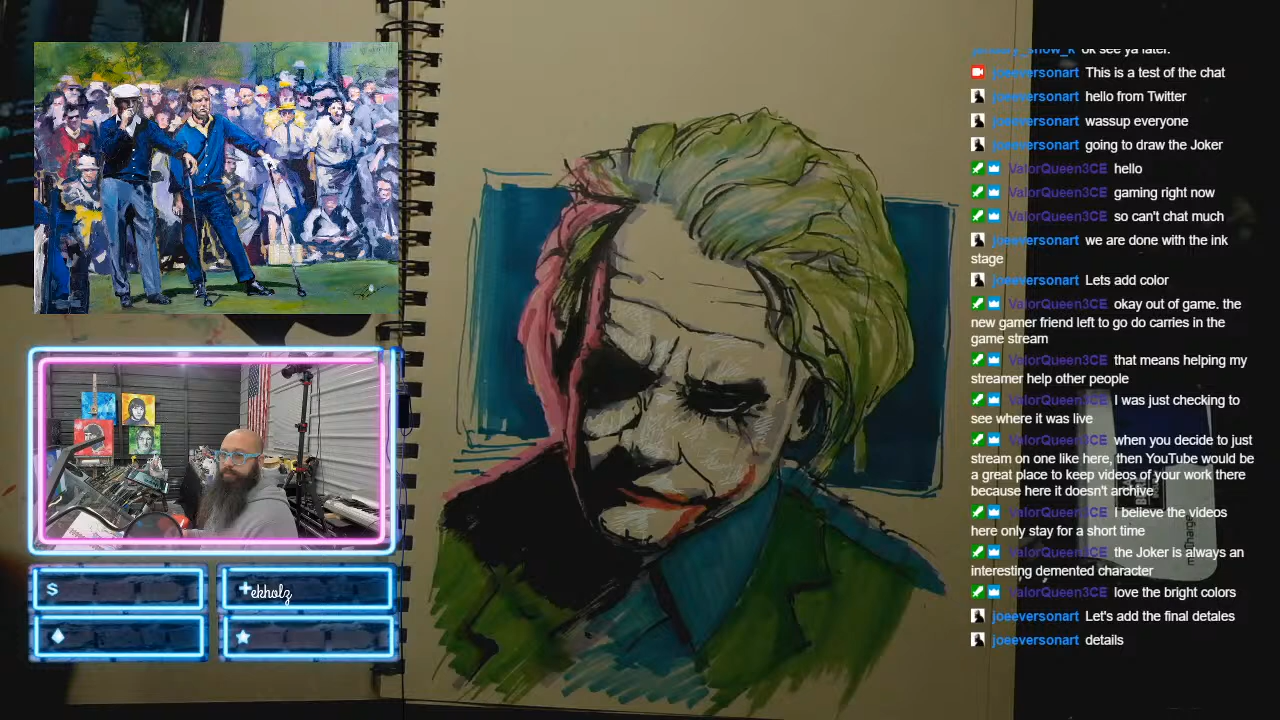 ok see ya later.
joeeversonart This is a test of the chat
joeeversonart hello from Twitter
joeeversonart wassup everyone
joeeversonart going to draw the Joker
ValorQueen3CE hello
ValorQueen3CE gaming right now
ValorQueen3CE so can't chat much
joeeversonart we are done with the ink
stage
joeeversonart Lets add color
ValorQueen3CE okay out of game. the
new gamer friend left to go do carries in the
game stream
ValorQueen3CE that means helping my
streamer help other people
ValorQueen3CE I was just checking to
see where it was live
ValorQueen3CE when you decide to just
stream on one like here, then YouTube would be
a great place to keep videos of your work there
because here it doesn't archive
ValorQueen3CE I believe the videos
here only stay for a short time
ValorQueen3CE the Joker is always an
interesting demented character
ValorQueen3CE love the bright colors
joeeversonart Let's add the final detales
joeeversonart details
$
ekholz